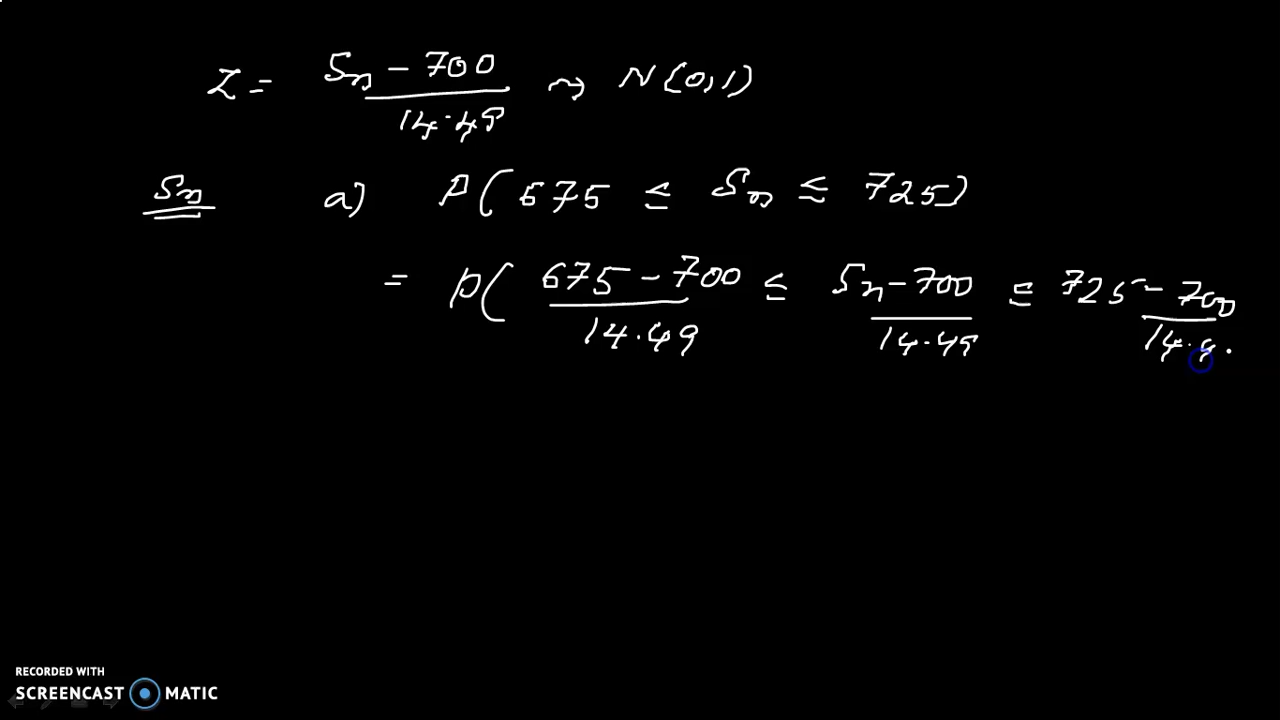 Z = Sn - 700 / 14.49 ~ N(0,1)
Sn a) P(675 ≤ Sn ≤ 725)
= P( 675 - 700 / 14.49 ≤ Sn - 700 / 14.49 ≤ 725 - 700 / 14.4.
RECORDED WITH
SCREENCAST MATIC